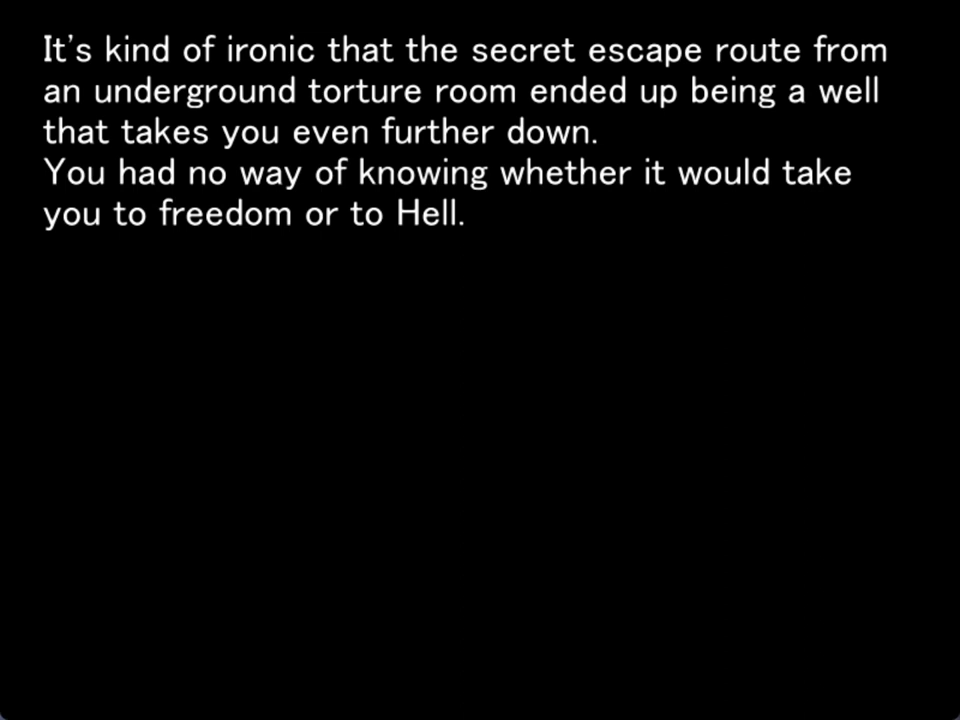 It's kind of ironic that the secret escape route from
an underground torture room ended up being a well
that takes you even further down.
You had no way of knowing whether it would take
you to freedom or to Hell.